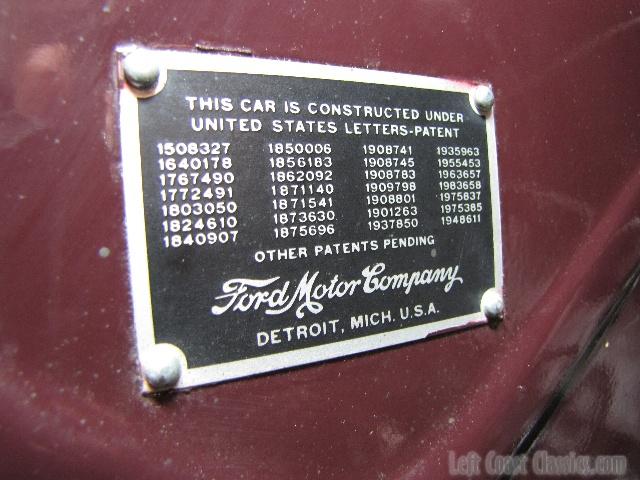 THIS CAR IS CONSTRUCTED UNDER
UNITED STATES LETTERS-PATENT
1508327 1850006 1908741 1935963
1640178 1856183 1908745 1955453
1767490 1862092 1908783 1963657
1772491 1871140 1909798 1983658
1803050 1871541 1908801 1975837
1824610 1873630 1901263 1975385
1840907 1875696 1937850 1948611
OTHER PATENTS PENDING
Ford Motor Company
DETROIT, MICH. U.S.A.
Left Coast Classics.com